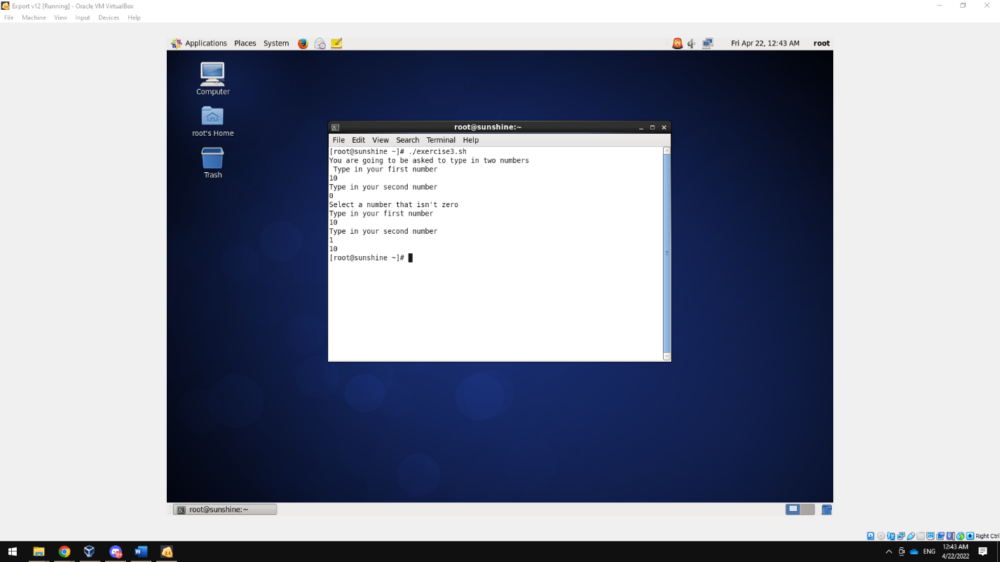 Export v12 [Running] - Oracle VM VirtualBox
File Machine View Input Devices Help
Applications Places System Fri Apr 22, 12:43 AM root
Computer
root's Home
Trash
root@sunshine:~
File Edit View Search Terminal Help
[root@sunshine ~]# ./exercise3.sh
You are going to be asked to type in two numbers
 Type in your first number
10
Type in your second number
0
Select a number that isn't zero
Type in your first number
10
Type in your second number
1
10
[root@sunshine ~]#
root@sunshine:~
Right Ctrl
ENG 12:43 AM
4/22/2022